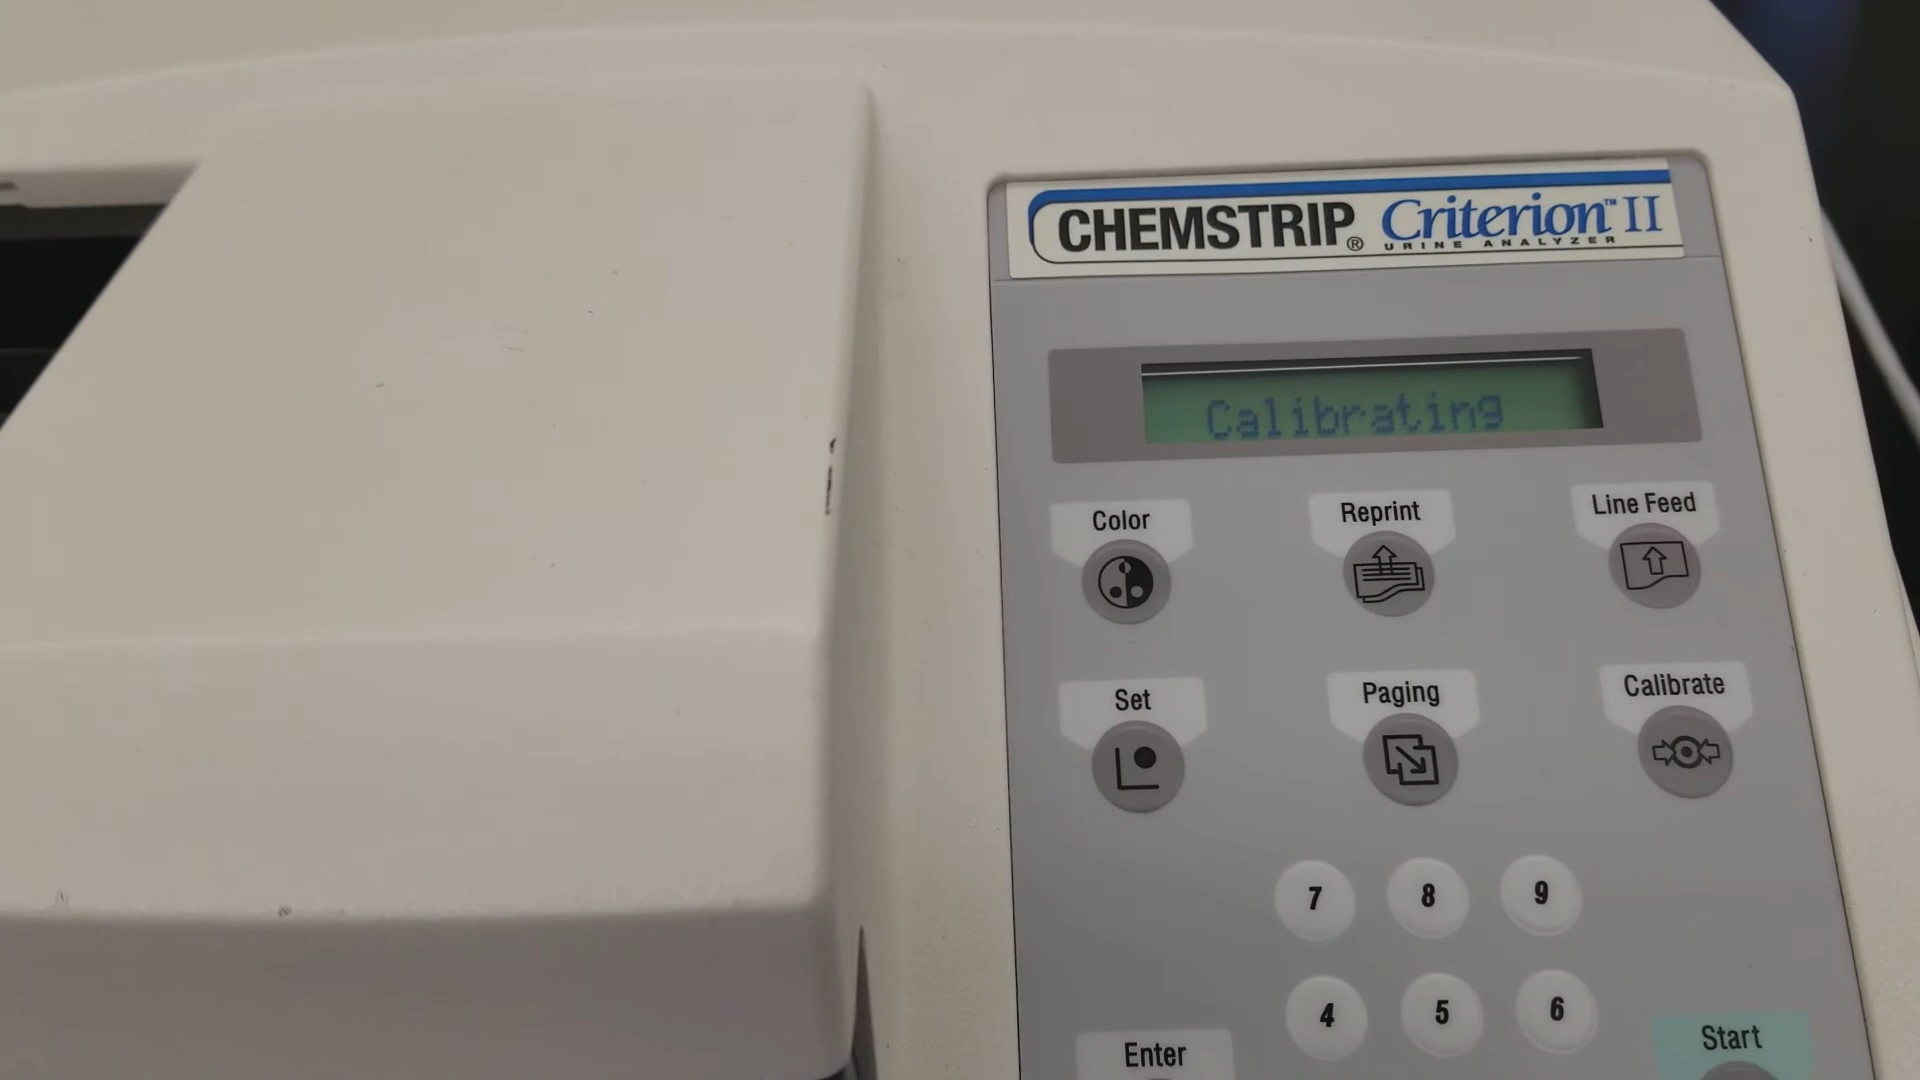 CHEMSTRIP® Criterion™ II
URINE ANALYZER
Calibrating
Color Reprint Line Feed
Set Paging Calibrate
7 8 9
4 5 6
Enter Start